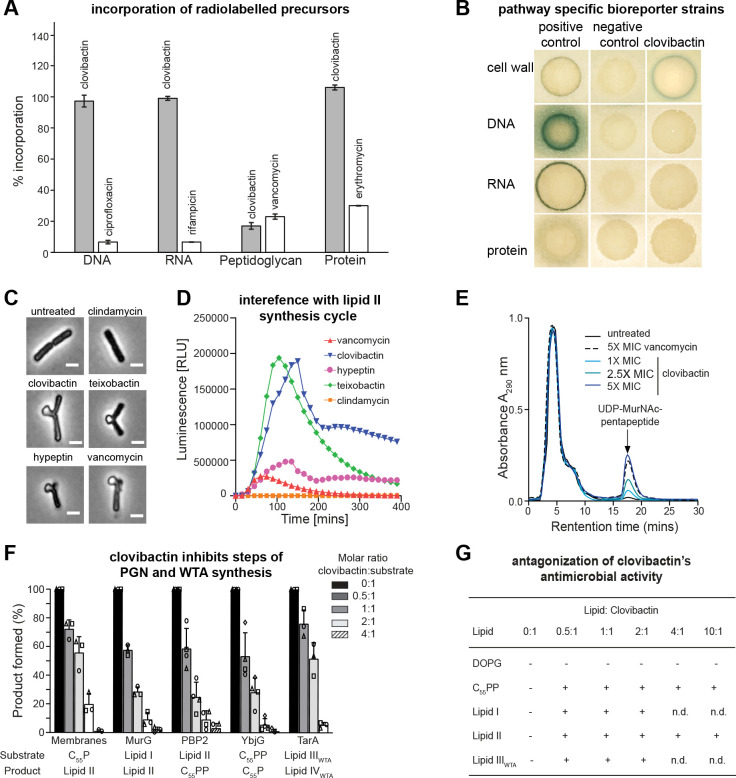 A
incorporation of radiolabelled precursors
% incorporation
140
120
100
80
60
40
20
0
clovibactin
ciprofloxacin
clovibactin
rifampicin
clovibactin
vancomycin
clovibactin
erythromycin
DNA
RNA
Peptidoglycan
Protein
B
pathway specific bioreporter strains
positive control
negative control
clovibactin
cell wall
DNA
RNA
protein
C
untreated
clindamycin
clovibactin
teixobactin
hypeptin
vancomycin
D
interefence with lipid II
synthesis cycle
Luminescence [RLU]
250000
200000
150000
100000
500000
0
0
100
200
300
400
Time [mins]
vancomycin
clovibactin
hypeptin
teixobactin
clindamycin
E
untreated
5X MIC vancomycin
1X MIC
2.5X MIC
5X MIC
clovibactin
UDP-MurNAc-
pentapeptide
Absorbance A290 nm
1.0
0.5
0.0
0
5
10
15
20
25
30
Rentention time (mins)
F
clovibactin inhibits steps of
PGN and WTA synthesis
Molar ratio
clovibactin:substrate
0:1
0.5:1
1:1
2:1
4:1
Product formed (%)
100
80
60
40
20
0
Membranes MurG PBP2 YbjG TarA
Substrate C55P Lipid I Lipid II C55PP Lipid IIIWTA
Product Lipid II Lipid II C55PP C55P Lipid IVWTA
G
antagonization of clovibactin's
antimicrobial activity
Lipid: Clovibactin
Lipid 0:1 0.5:1 1:1 2:1 4:1 10:1
DOPG - - - - - -
C55PP - + + + + +
Lipid I - + + + n.d. n.d.
Lipid II - + + + + +
Lipid IIIWTA - + + + n.d. n.d.